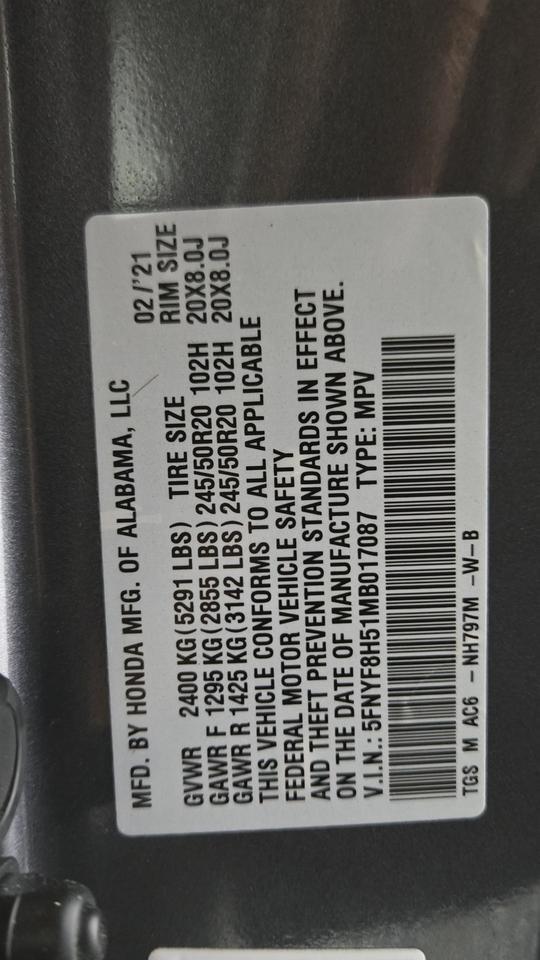 MFD. BY HONDA MFG. OF ALABAMA, LLC 02/'21
TIRE SIZE RIM SIZE
GVWR 2400 KG(5291 LBS)
GAWR F 1295 KG(2855 LBS) 245/50R20 102H 20X8.0J
GAWR R 1425 KG(3142 LBS) 245/50R20 102H 20X8.0J
THIS VEHICLE CONFORMS TO ALL APPLICABLE
FEDERAL MOTOR VEHICLE SAFETY
AND THEFT PREVENTION STANDARDS IN EFFECT
ON THE DATE OF MANUFACTURE SHOWN ABOVE.
V.I.N.: 5FNYF8H51MB017087 TYPE: MPV
TGS M AC6 -NH797M -W-B